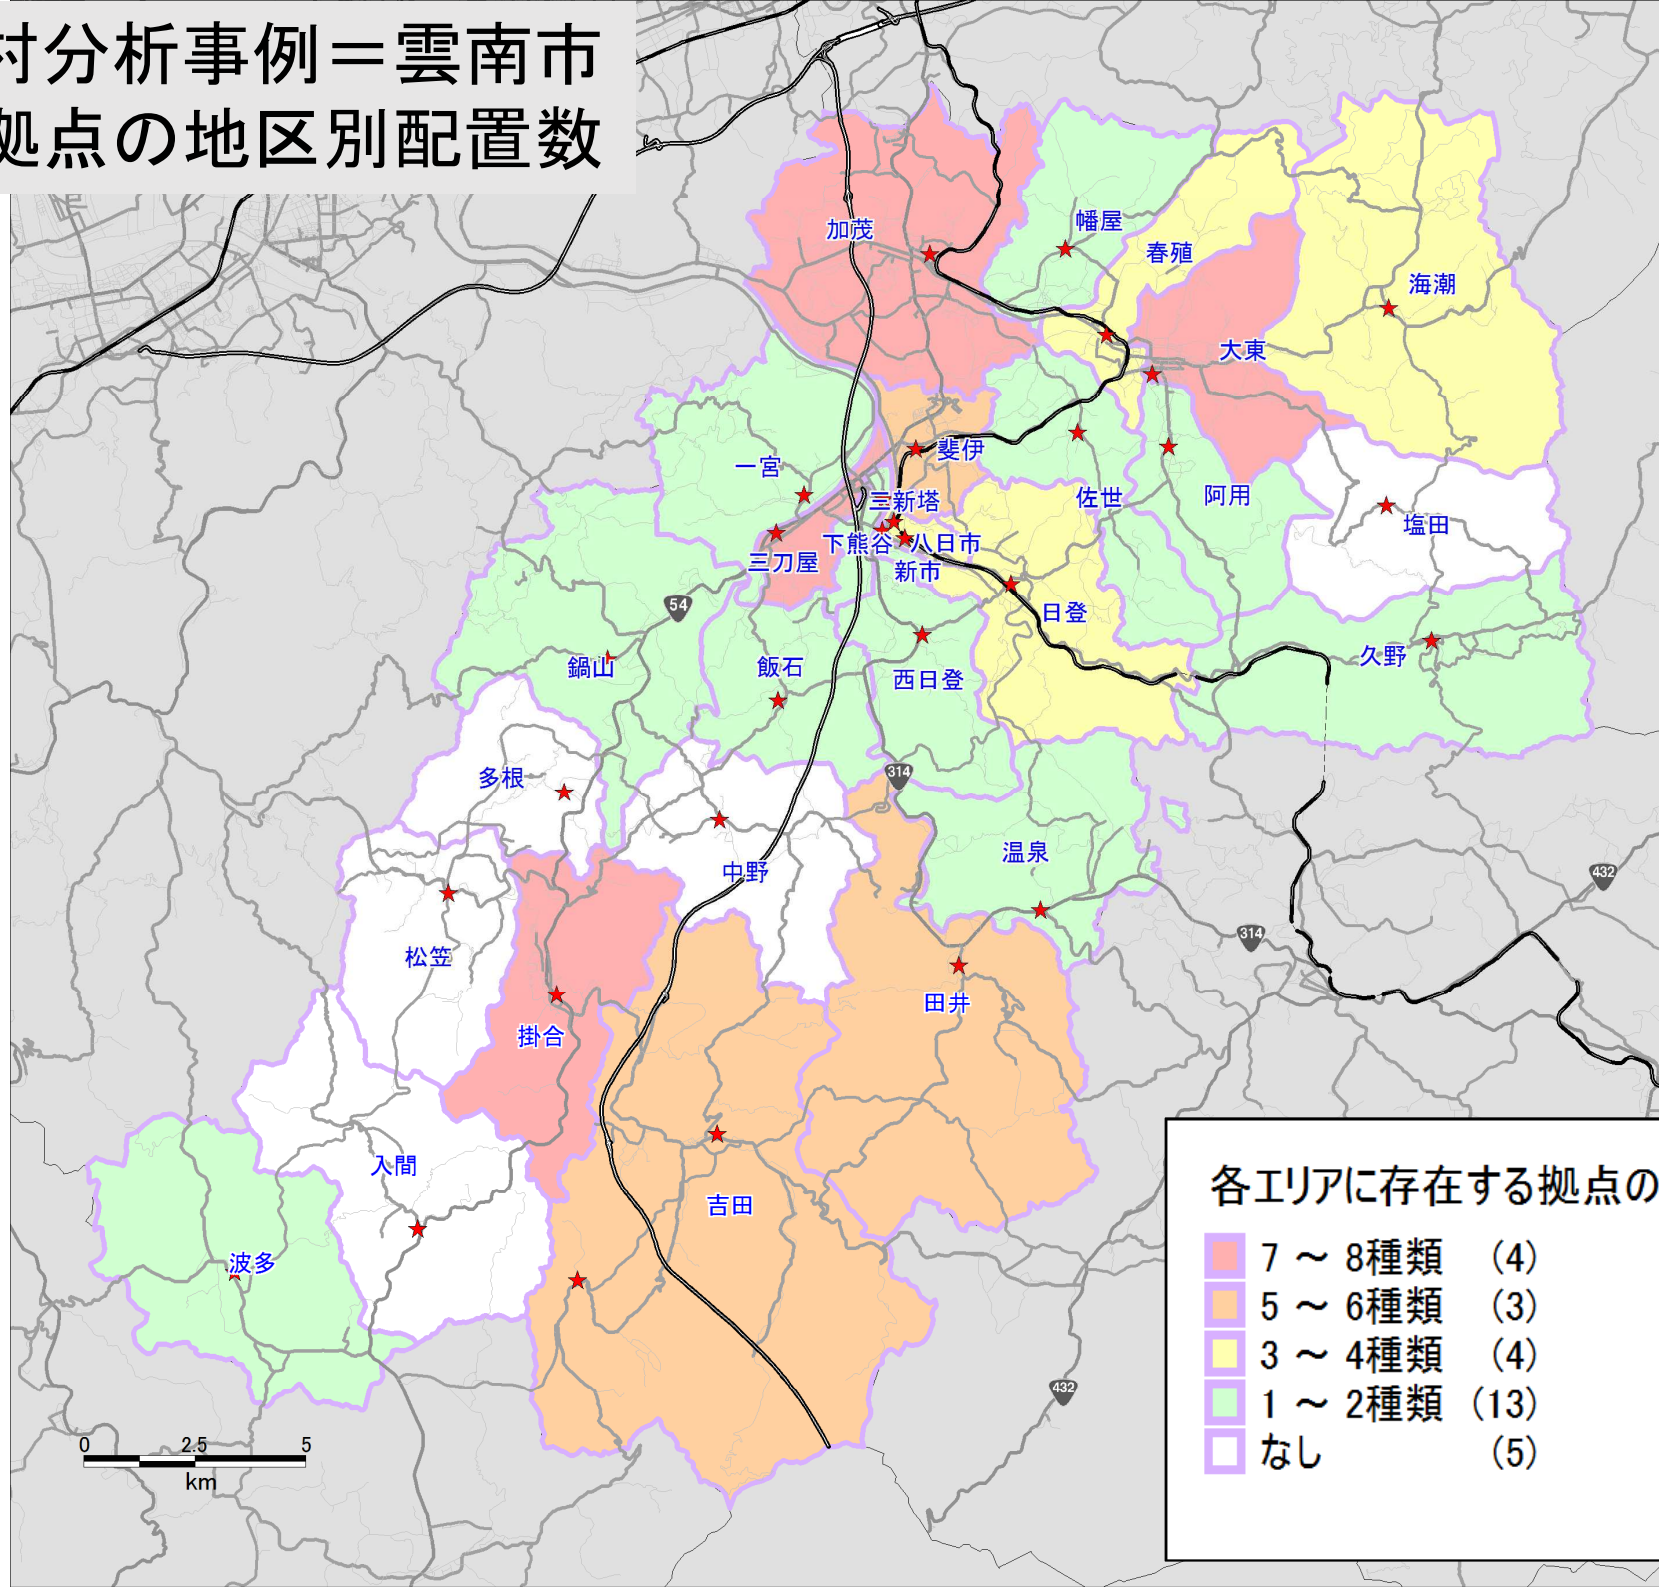 村分析事例＝雲南市
拠点の地区別配置数
加茂
幡屋
春殖
海潮
大東
斐伊
一宮
三新塔
佐世
阿用
塩田
下熊谷
八日市
三刀屋
新市
54
日登
久野
鍋山
飯石
西日登
多根
314
中野
温泉
432
松笠
314
田井
掛合
入間
吉田
波多
432
各エリアに存在する拠点の
7 ～ 8種類 (4)
5 ～ 6種類 (3)
3 ～ 4種類 (4)
1 ～ 2種類 (13)
なし (5)
0 2.5 5
km